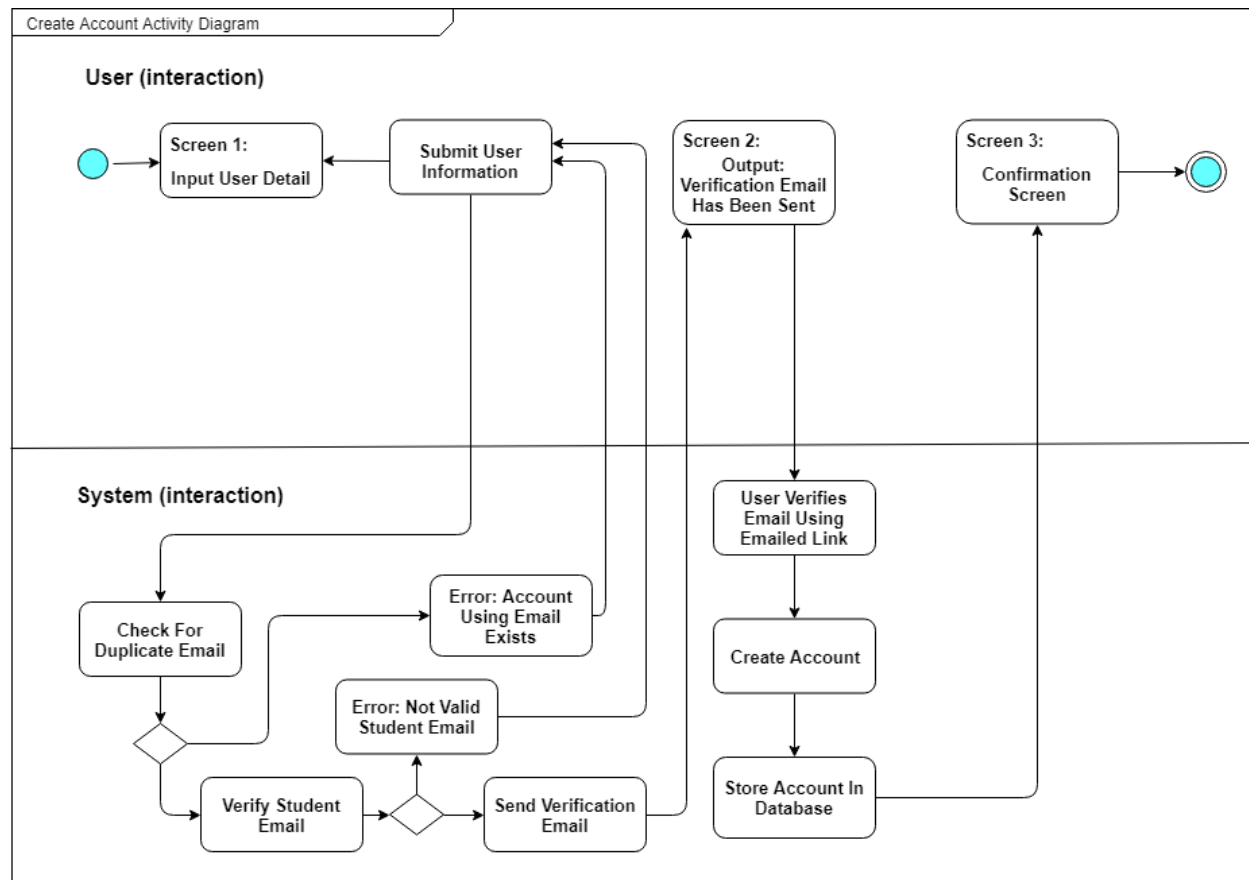 Create Account Activity Diagram
User (interaction)
Screen 1:
Input User Detail
Submit User
Information
Screen 2:
Output:
Verification Email
Has Been Sent
Screen 3:
Confirmation
Screen
System (interaction)
User Verifies
Email Using
Emailed Link
Check For
Duplicate Email
Error: Account
Using Email
Exists
Create Account
Error: Not Valid
Student Email
Verify Student
Email
Send Verification
Email
Store Account In
Database